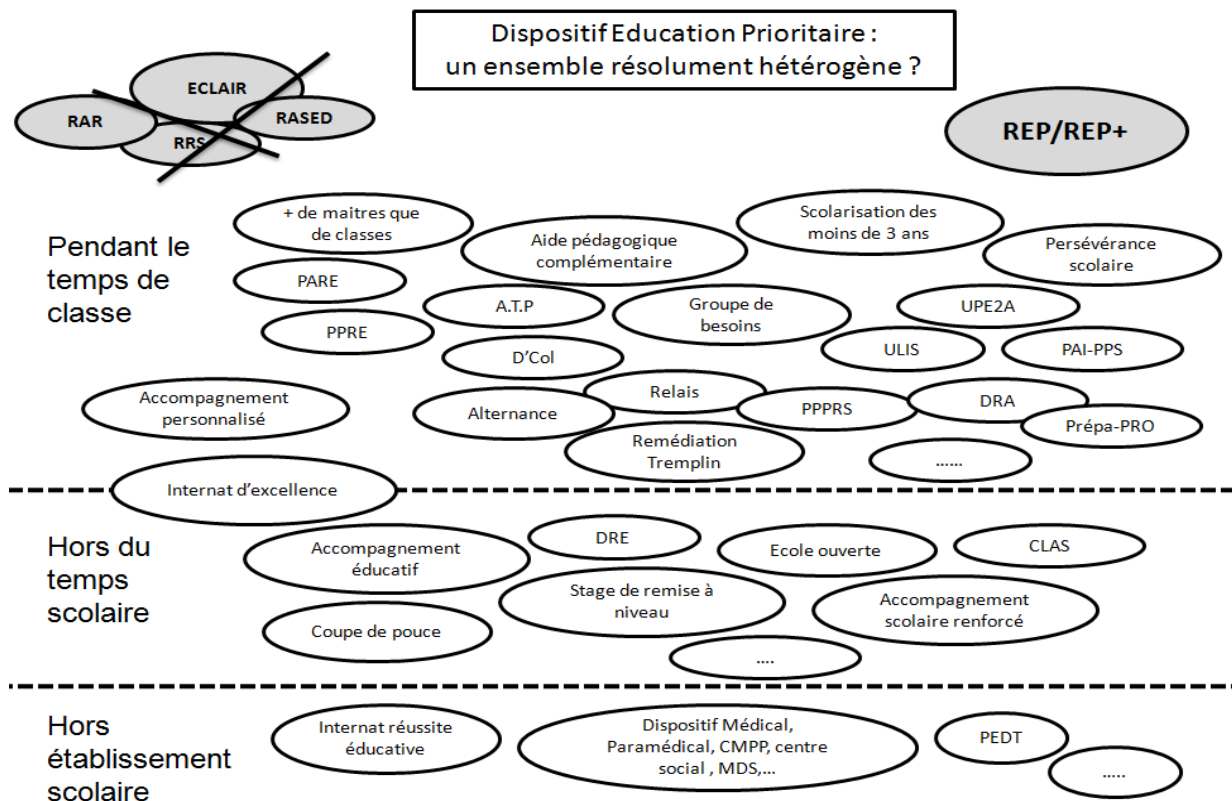 Dispositif Education Prioritaire :
un ensemble résolument hétérogène ?
ECLAIR
RAR
RASED
RRS
REP/REP+
Pendant le
temps de
classe
+ de maitres que
de classes
Aide pédagogique
complémentaire
Scolarisation des
moins de 3 ans
Persévérance
scolaire
PARE
A.T.P
Groupe de
besoins
UPE2A
PPRE
D'Col
ULIS
PAI-PPS
Accompagnement
personnalisé
Alternance
Relais
PPPRS
DRA
Prépa-PRO
Remédiation
Tremplin
......
Internat d'excellence
Hors du
temps
scolaire
Accompagnement
éducatif
DRE
Ecole ouverte
CLAS
Coupe de pouce
Stage de remise à
niveau
Accompagnement
scolaire renforcé
....
Hors
établissement
scolaire
Internat réussite
éducative
Dispositif Médical,
Paramédical, CMPP, centre
social , MDS,...
PEDT
.....